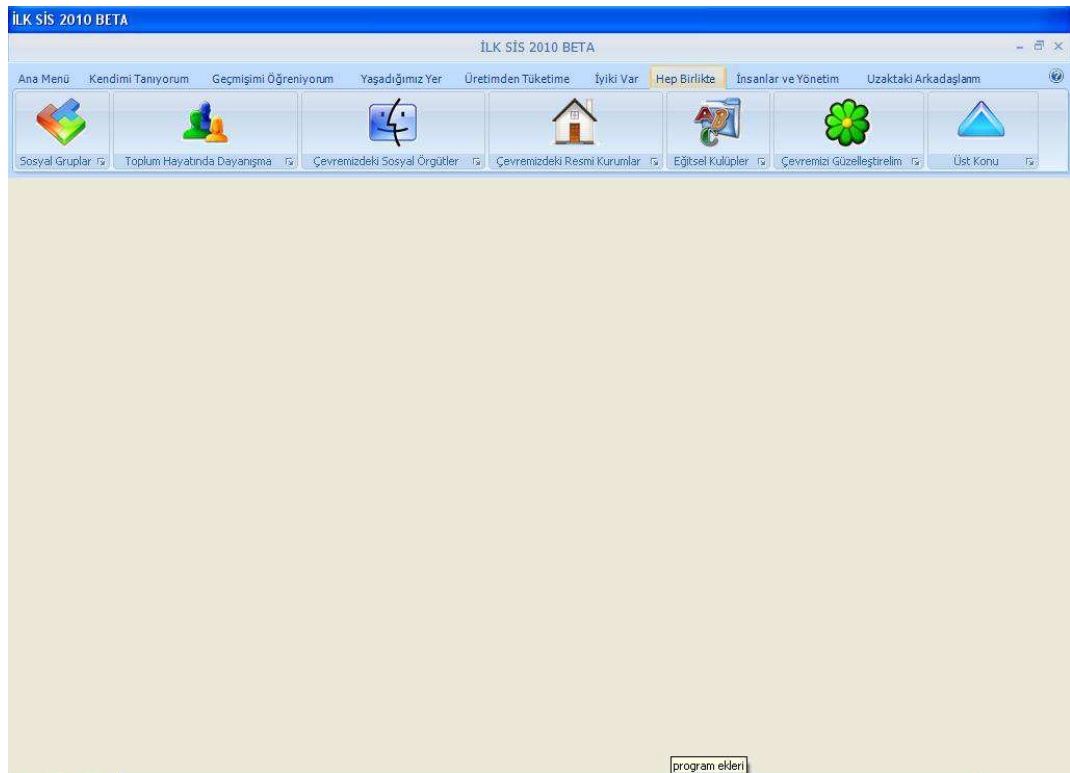 İLK SİS 2010 BETA
İLK SİS 2010 BETA
Ana Menü Kendimi Tanıyorum Geçmişimi Öğreniyorum Yaşadığımız Yer Üretimden Tüketime İyiki Var Hep Birlikte İnsanlar ve Yönetim Uzaktaki Arkadaşlarım
Sosyal Gruplar Toplum Hayatında Dayanışma Çevremizdeki Sosyal Örgütler Çevremizdeki Resmi Kurumlar Eğitsel Kulüpler Çevremizi Güzelleştirelim Üst Konu
program ekleri